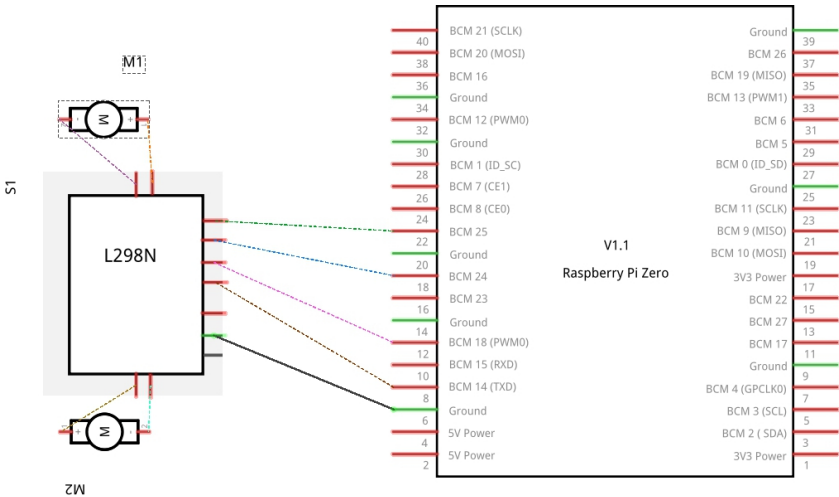 M1
M
S1
L298N
M
M2
V1.1
Raspberry Pi Zero
BCM 21 (SCLK)
40
BCM 20 (MOSI)
38
BCM 16
36
Ground
34
BCM 12 (PWM0)
32
Ground
30
BCM 1 (ID_SC)
28
BCM 7 (CE1)
26
BCM 8 (CE0)
24
BCM 25
22
Ground
20
BCM 24
18
BCM 23
16
Ground
14
BCM 18 (PWM0)
12
BCM 15 (RXD)
10
BCM 14 (TXD)
8
Ground
6
5V Power
4
5V Power
2
Ground
39
BCM 26
37
BCM 19 (MISO)
35
BCM 13 (PWM1)
33
BCM 6
31
BCM 5
29
BCM 0 (ID_SD)
27
Ground
25
BCM 11 (SCLK)
23
BCM 9 (MISO)
21
BCM 10 (MOSI)
19
3V3 Power
17
BCM 22
15
BCM 27
13
BCM 17
11
Ground
9
BCM 4 (GPCLK0)
7
BCM 3 (SCL)
5
BCM 2 ( SDA)
3
3V3 Power
1